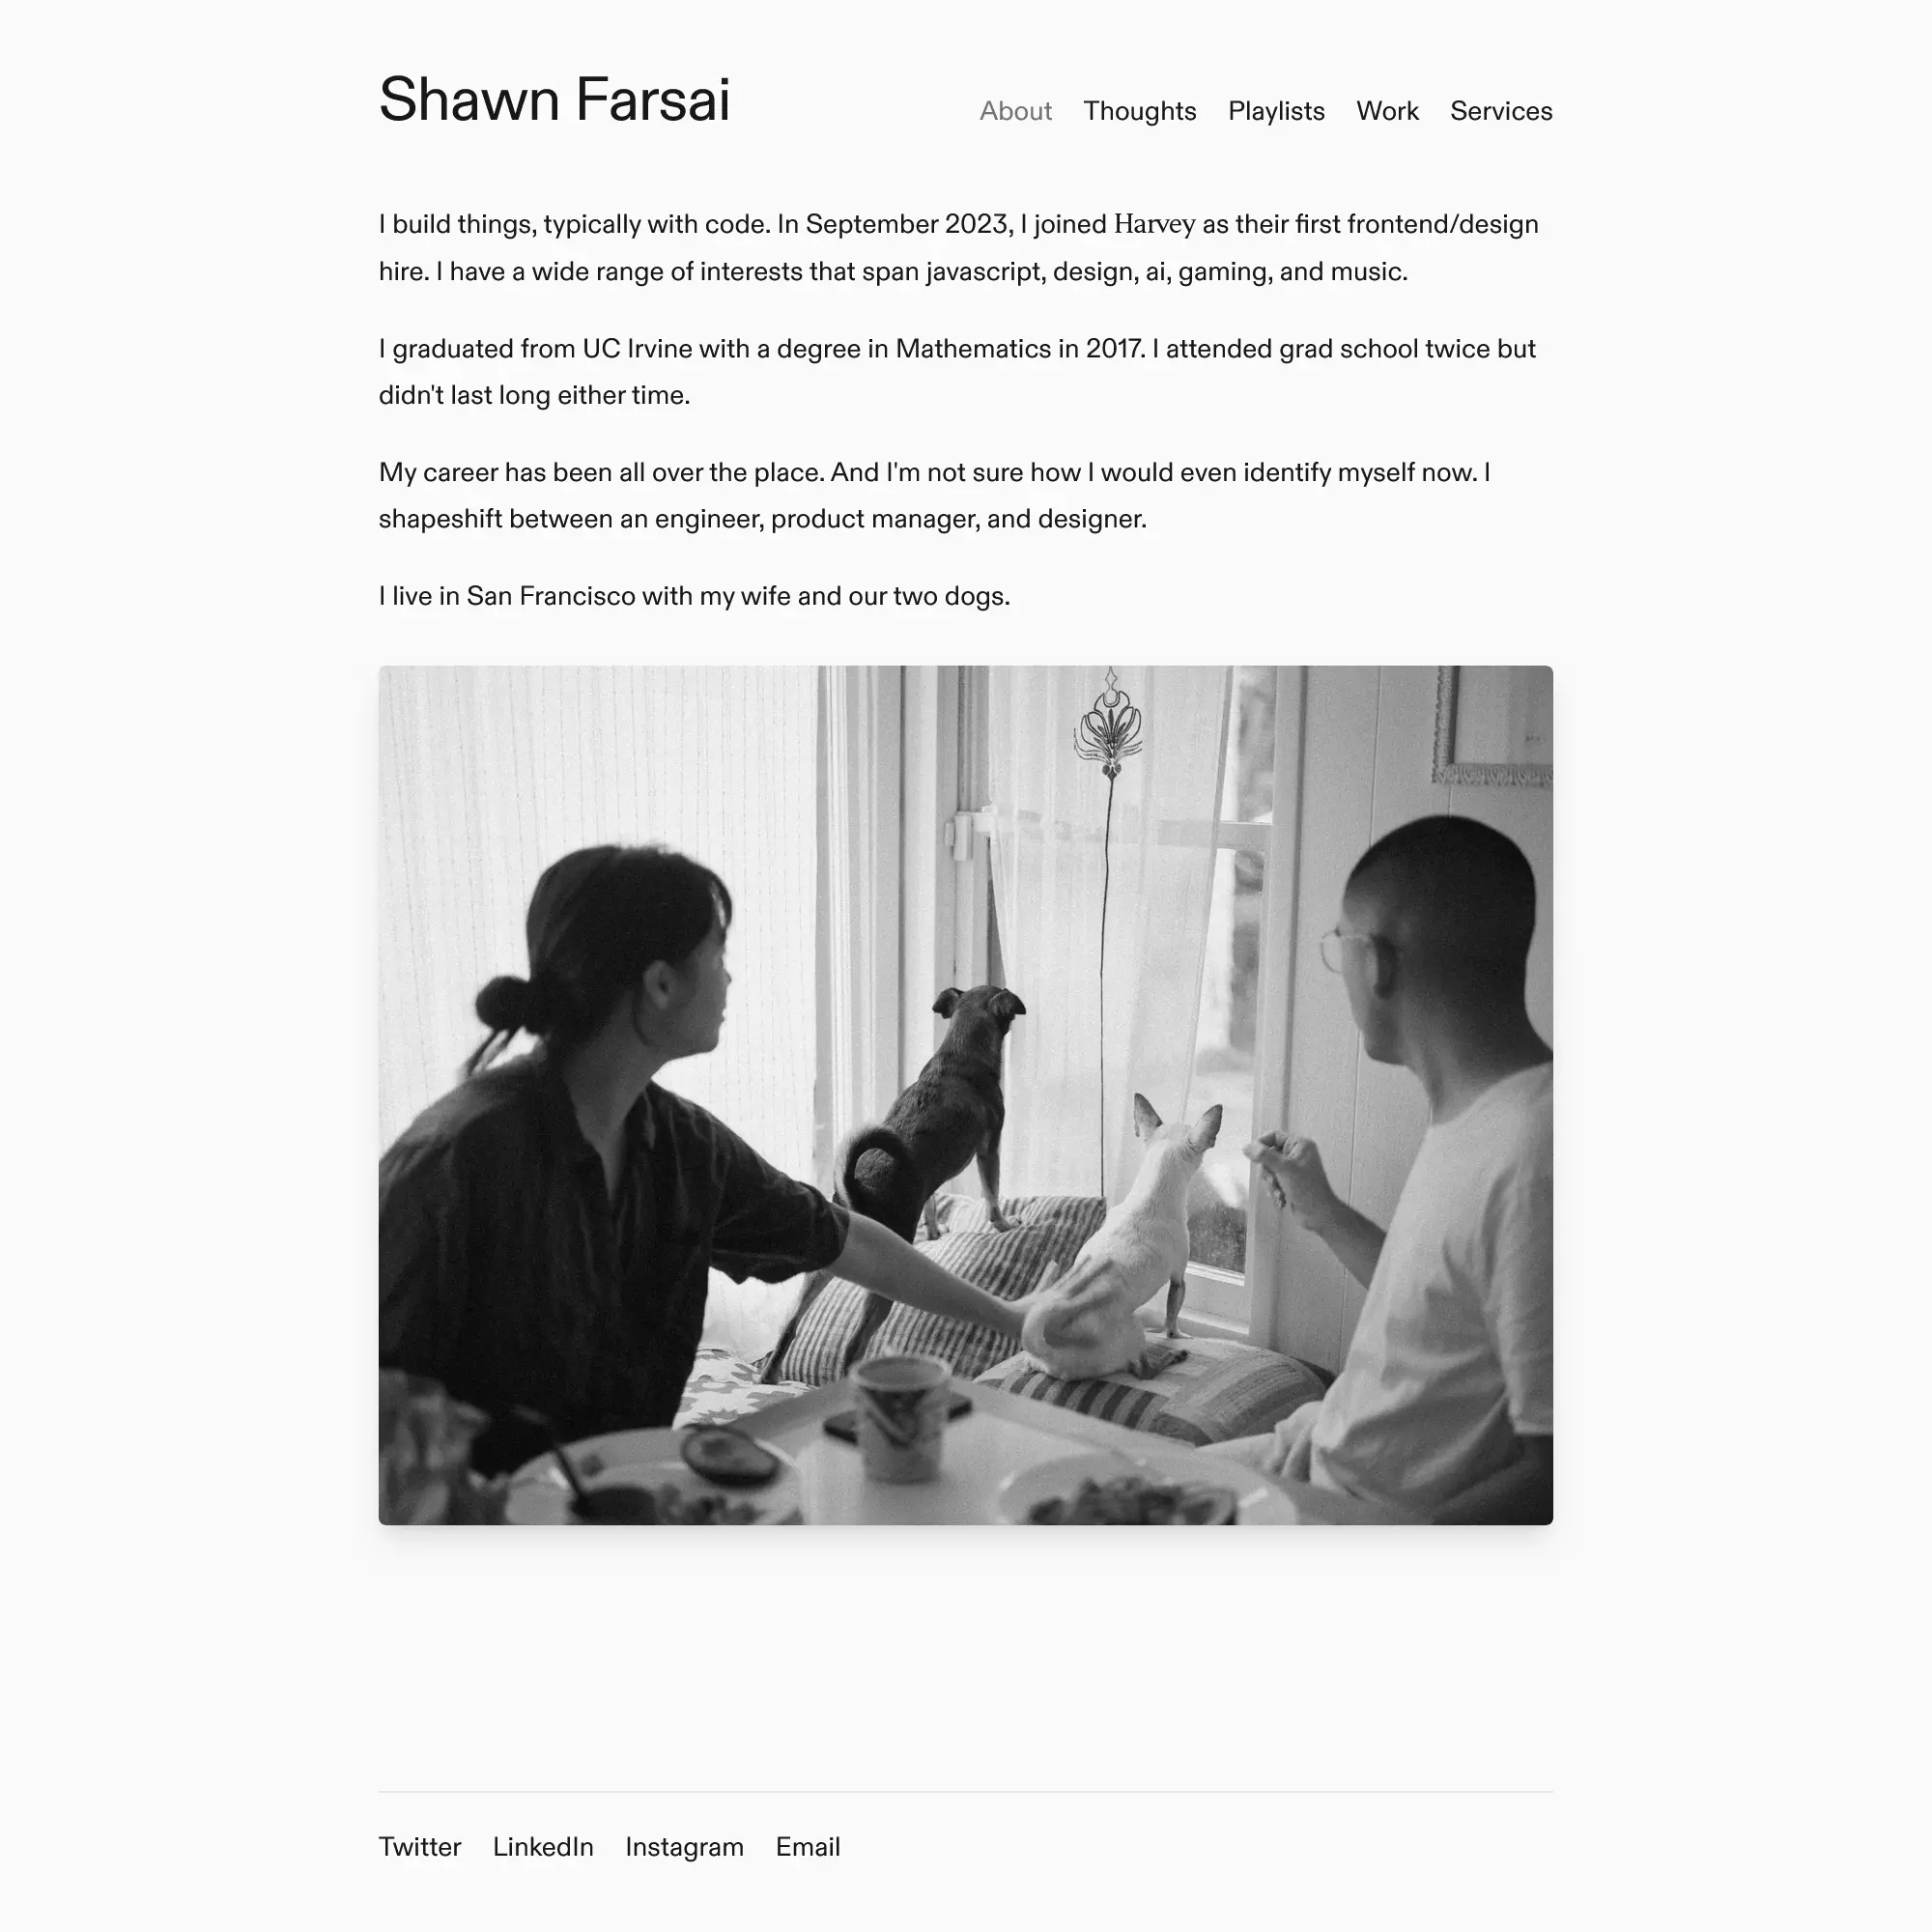 Shawn Farsai
About Thoughts Playlists Work Services
I build things, typically with code. In September 2023, I joined Harvey as their first frontend/design
hire. I have a wide range of interests that span javascript, design, ai, gaming, and music.
I graduated from UC Irvine with a degree in Mathematics in 2017. I attended grad school twice but
didn't last long either time.
My career has been all over the place. And I'm not sure how I would even identify myself now. I
shapeshift between an engineer, product manager, and designer.
I live in San Francisco with my wife and our two dogs.
Twitter LinkedIn Instagram Email